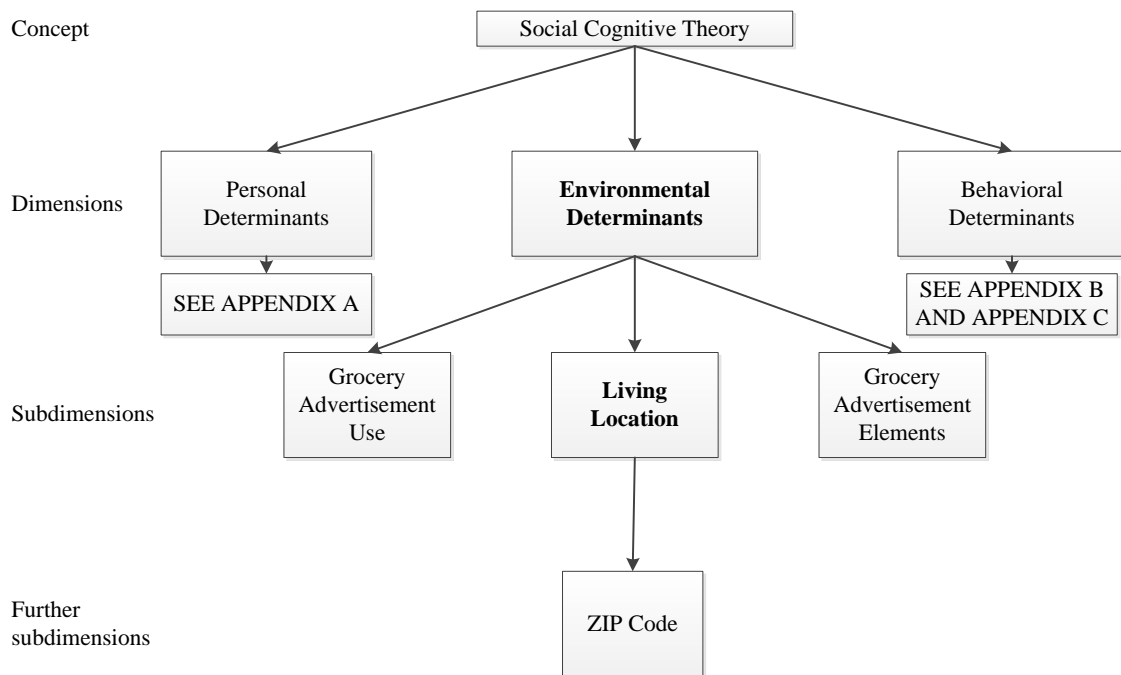 Concept
Social Cognitive Theory
Dimensions
Personal
Determinants
Environmental
Determinants
Behavioral
Determinants
SEE APPENDIX A
SEE APPENDIX B
AND APPENDIX C
Subdimensions
Grocery
Advertisement
Use
Living
Location
Grocery
Advertisement
Elements
Further
subdimensions
ZIP Code